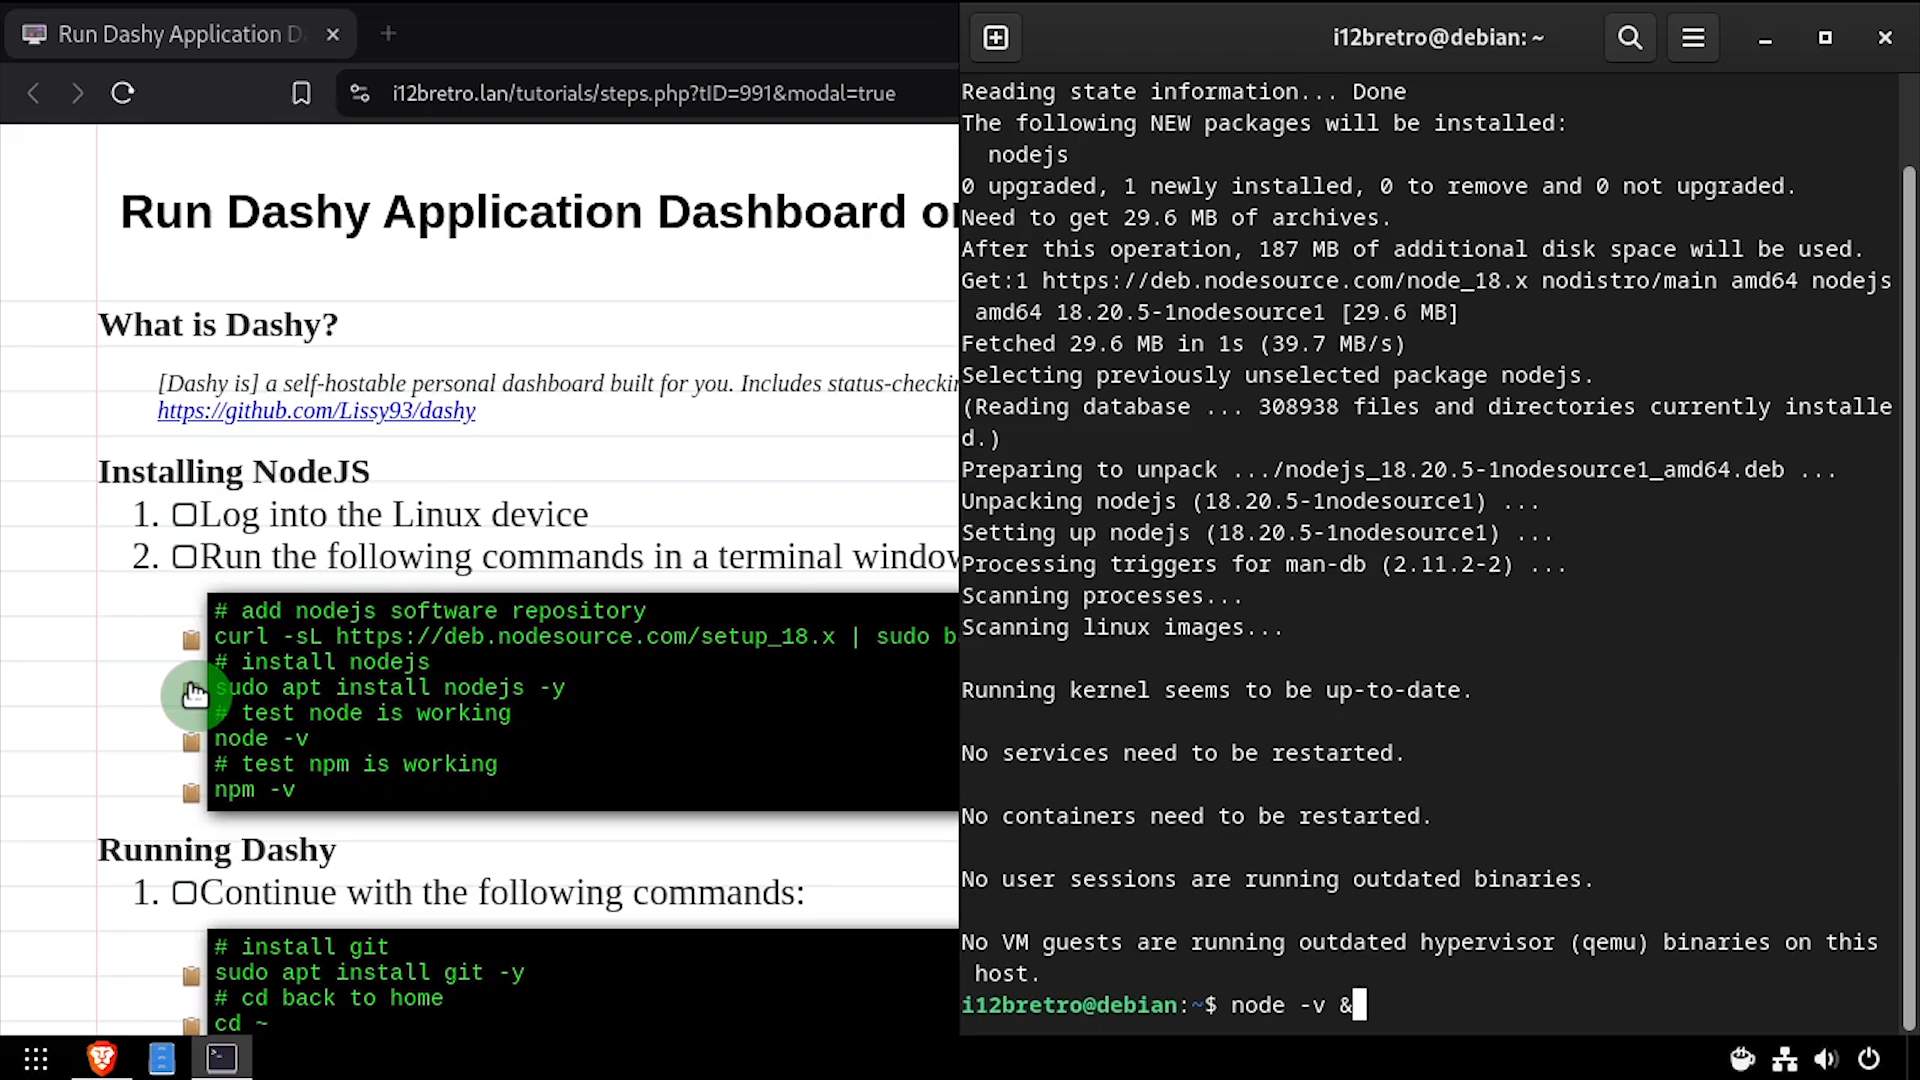 Run Dashy Application D
i12bretro.lan/tutorials/steps.php?tID=991&modal=true
Run Dashy Application Dashboard o
What is Dashy?
[Dashy is] a self-hostable personal dashboard built for you. Includes status-checkin
https://github.com/Lissy93/dashy
Installing NodeJS
1. Log into the Linux device
2. Run the following commands in a terminal window
# add nodejs software repository
curl -sL https://deb.nodesource.com/setup_18.x | sudo b
# install nodejs
sudo apt install nodejs -y
# test node is working
node -v
# test npm is working
npm -v
Running Dashy
1. Continue with the following commands:
# install git
sudo apt install git -y
# cd back to home
cd ~
i12bretro@debian: ~
Reading state information... Done
The following NEW packages will be installed:
nodejs
0 upgraded, 1 newly installed, 0 to remove and 0 not upgraded.
Need to get 29.6 MB of archives.
After this operation, 187 MB of additional disk space will be used.
Get:1 https://deb.nodesource.com/node_18.x nodistro/main amd64 nodejs
amd64 18.20.5-1nodesource1 [29.6 MB]
Fetched 29.6 MB in 1s (39.7 MB/s)
Selecting previously unselected package nodejs.
(Reading database ... 308938 files and directories currently installe
d.)
Preparing to unpack .../nodejs_18.20.5-1nodesource1_amd64.deb ...
Unpacking nodejs (18.20.5-1nodesource1) ...
Setting up nodejs (18.20.5-1nodesource1) ...
Processing triggers for man-db (2.11.2-2) ...
Scanning processes...
Scanning linux images...
Running kernel seems to be up-to-date.
No services need to be restarted.
No containers need to be restarted.
No user sessions are running outdated binaries.
No VM guests are running outdated hypervisor (qemu) binaries on this
host.
i12bretro@debian:~$ node -v &